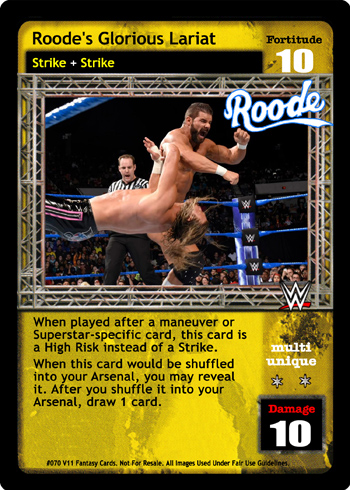 Roode's Glorious Lariat
Fortitude
10
Strike + Strike
Roode
W
When played after a maneuver or
Superstar-specific card, this card is
a High Risk instead of a Strike.
When this card would be shuffled
into your Arsenal, you may reveal
it. After you shuffle it into your
Arsenal, draw 1 card.
multi
unique
Damage
10
#070 V11 Fantasy Cards. Not For Resale. All Images Used Under Fair Use Guidelines.